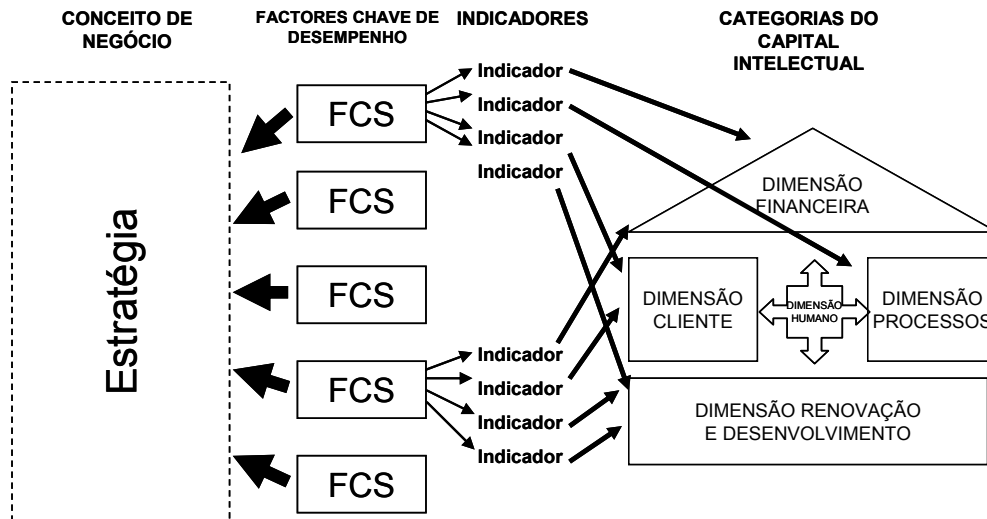 CONCEITO DE
NEGÓCIO
FACTORES CHAVE DE
DESEMPENHO
INDICADORES
CATEGORIAS DO
CAPITAL
INTELECTUAL
Estratégia
FCS
FCS
FCS
FCS
FCS
Indicador
Indicador
Indicador
Indicador
Indicador
Indicador
Indicador
Indicador
DIMENSÃO
FINANCEIRA
DIMENSÃO
CLIENTE
DIMENSÃO
HUMANO
DIMENSÃO
PROCESSOS
DIMENSÃO RENOVAÇÃO
E DESENVOLVIMENTO